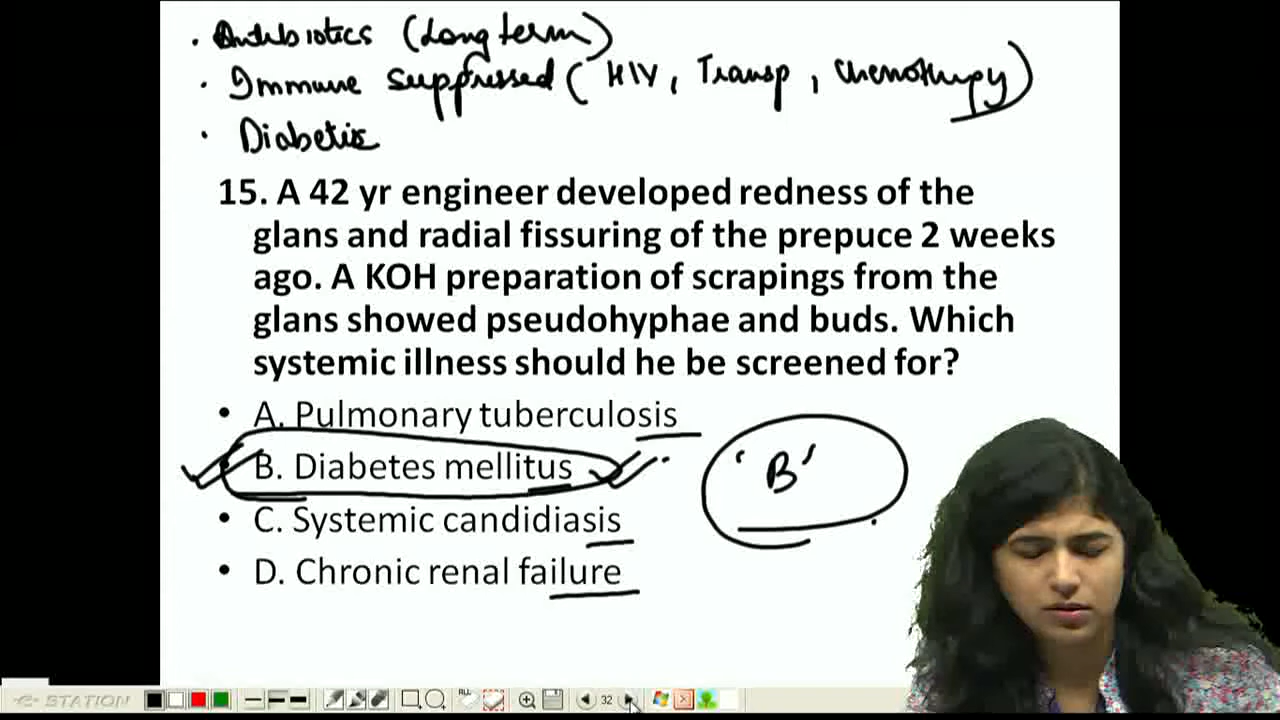 • Antibiotics (Long term)
• Immune suppressed (HIV, Transp, chemothrpy)
• Diabetic
15. A 42 yr engineer developed redness of the
glans and radial fissuring of the prepuce 2 weeks
ago. A KOH preparation of scrapings from the
glans showed pseudohyphae and buds. Which
systemic illness should he be screened for?
• A. Pulmonary tuberculosis
• B. Diabetes mellitus
'B'
• C. Systemic candidiasis
• D. Chronic renal failure
e-STATION
32